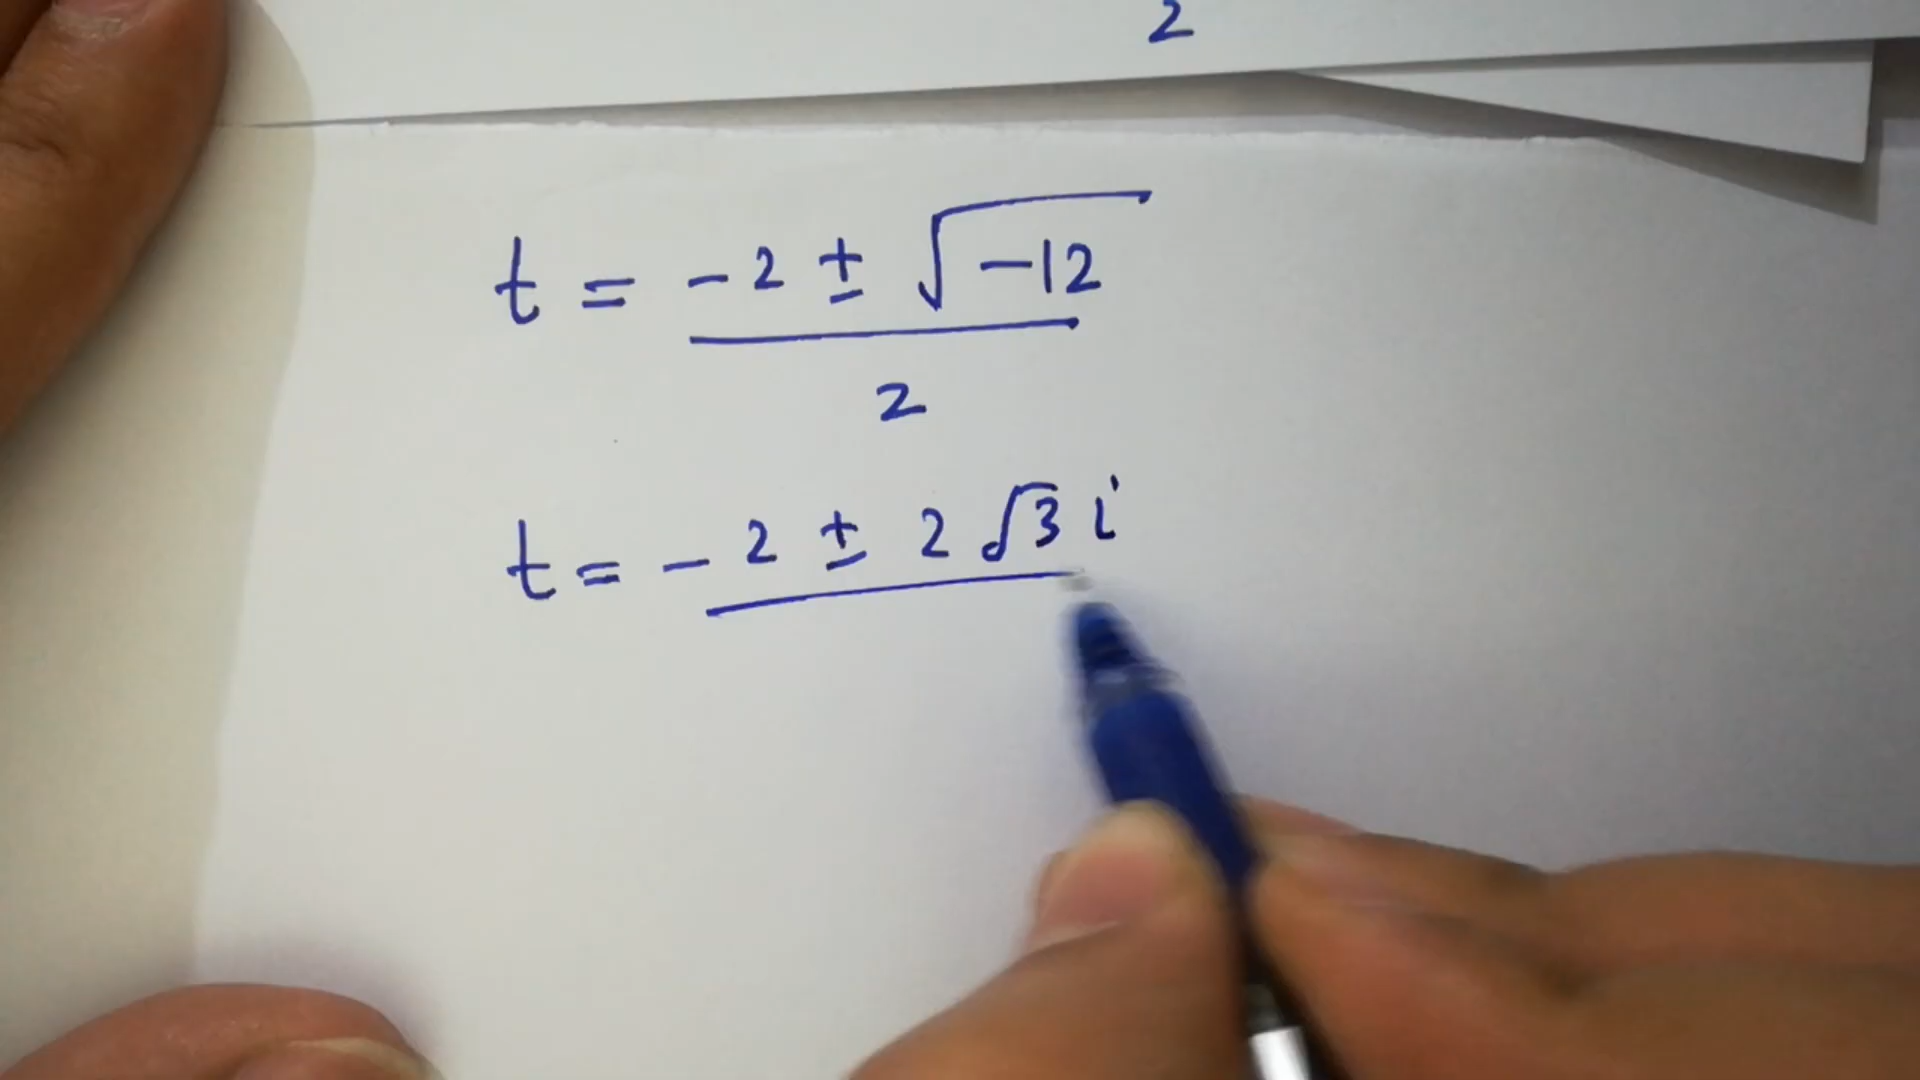 2
t = -2 ± √-12
2
t = -2 ± 2√3 i